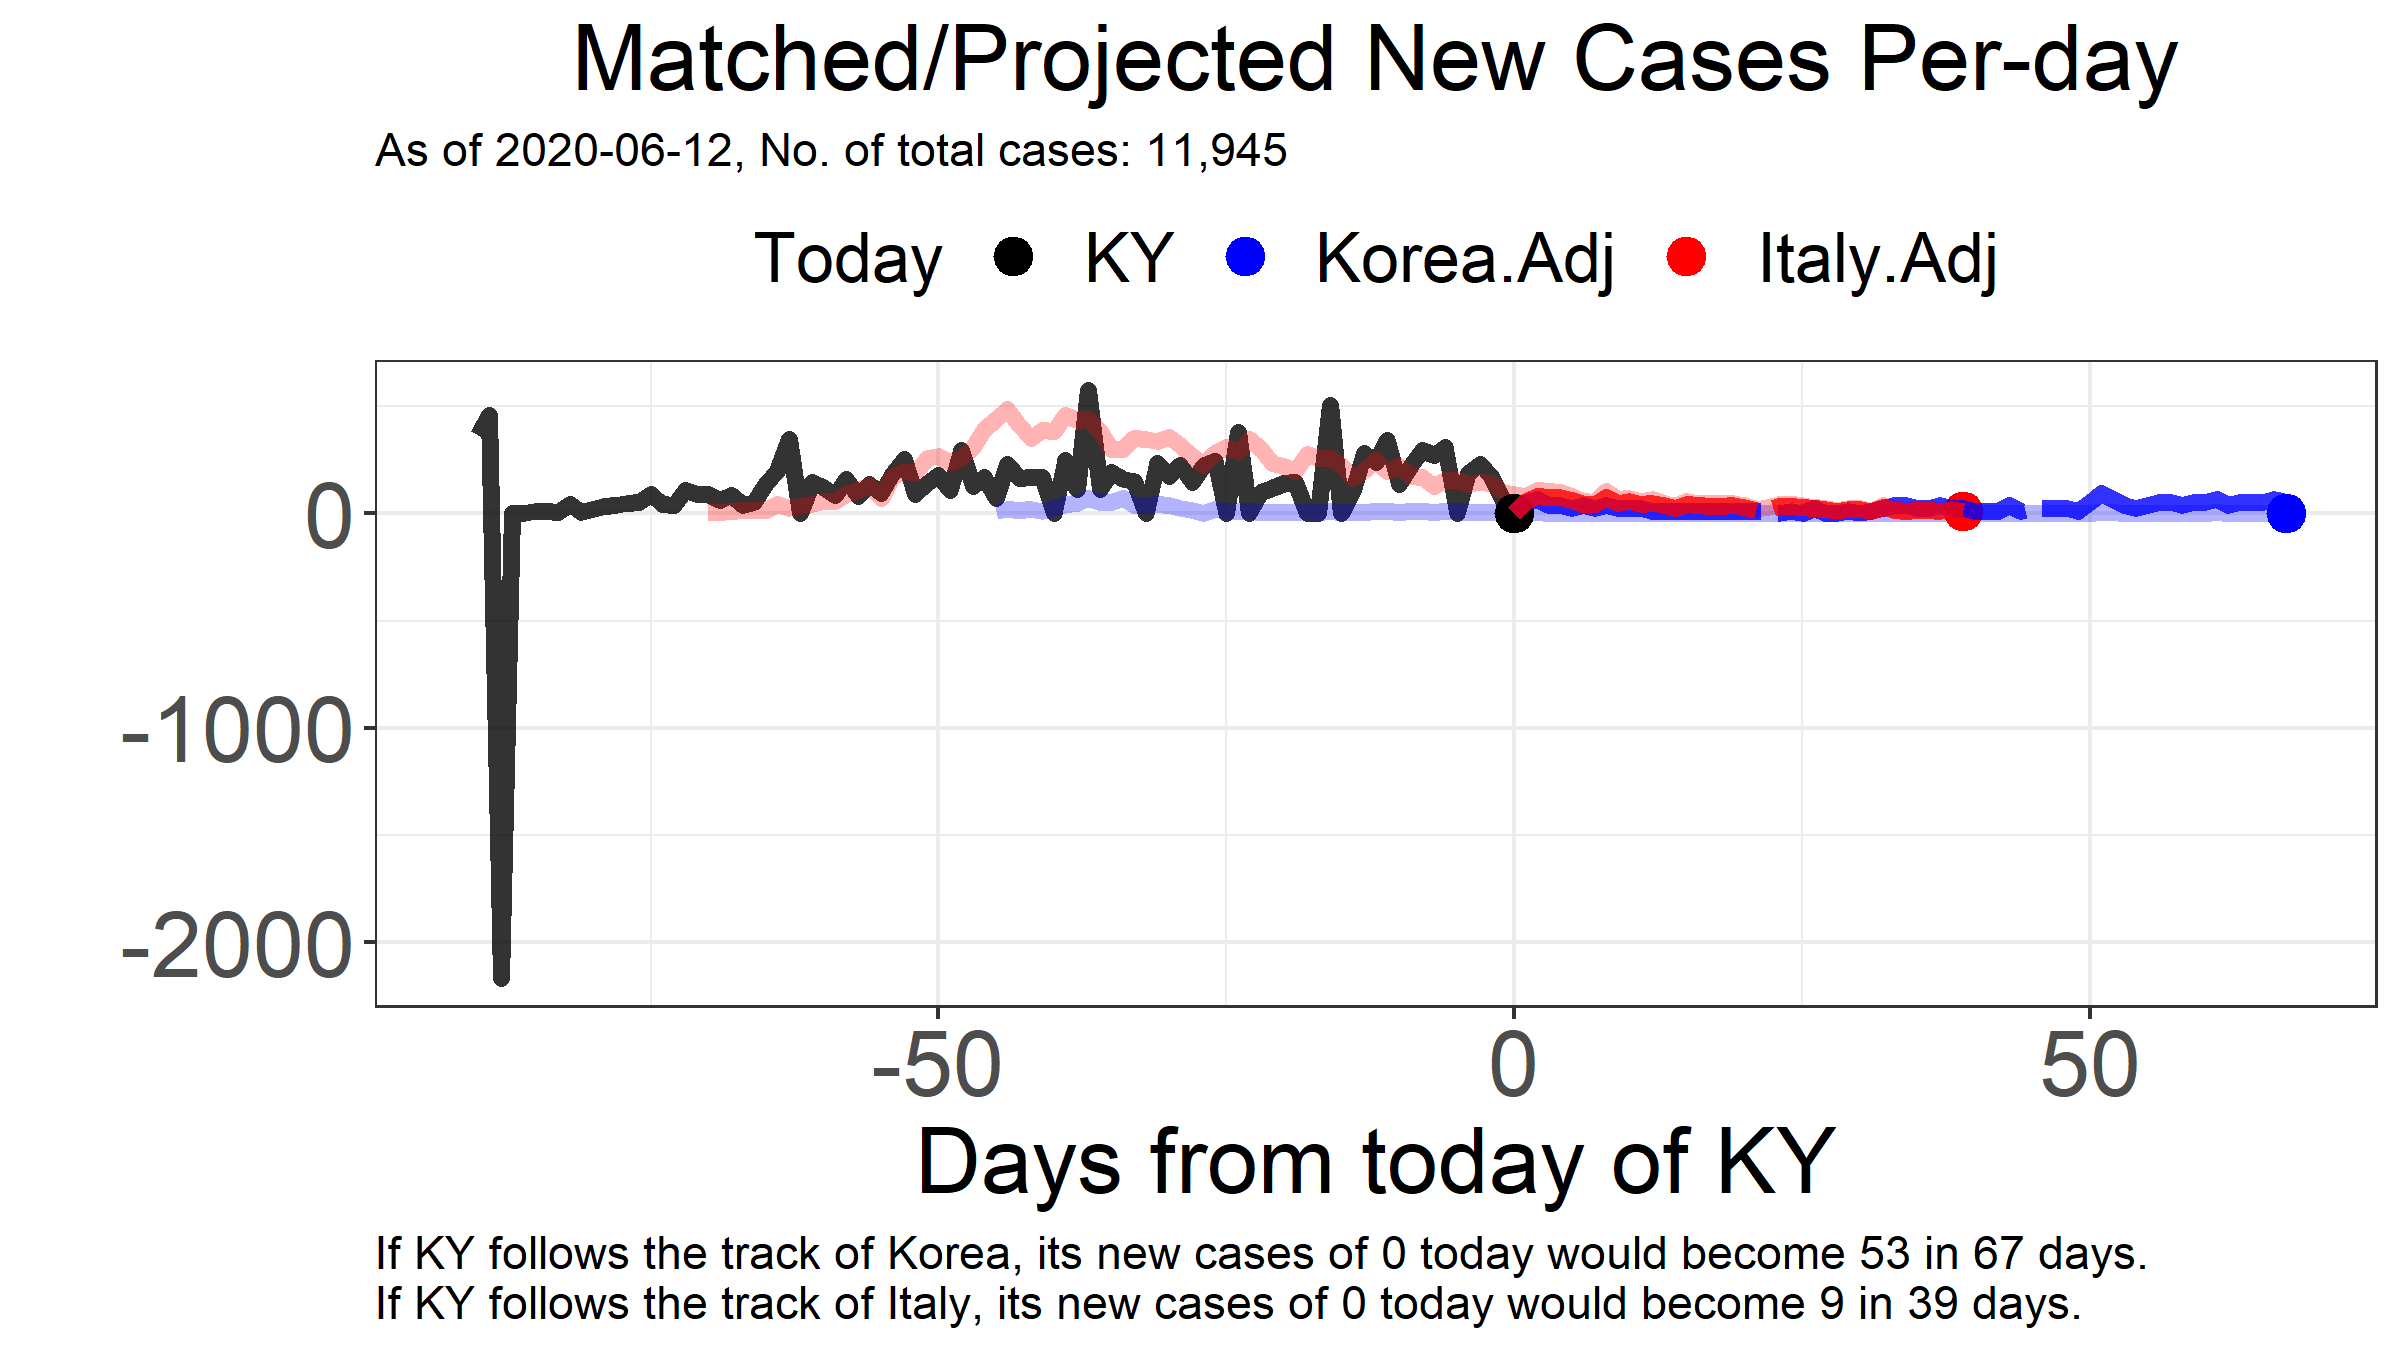 Matched/Projected New Cases Per-day
As of 2020-06-12, No. of total cases: 11,945
Today KY Korea.Adj Italy.Adj
0
-1000
-2000
-50 0 50
Days from today of KY
If KY follows the track of Korea, its new cases of 0 today would become 53 in 67 days.
If KY follows the track of Italy, its new cases of 0 today would become 9 in 39 days.